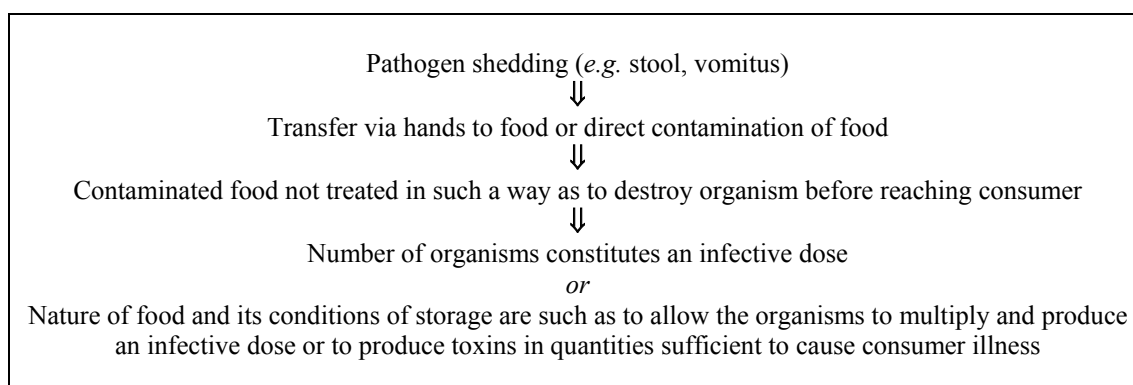 Pathogen shedding (e.g. stool, vomitus)
⇓
Transfer via hands to food or direct contamination of food
⇓
Contaminated food not treated in such a way as to destroy organism before reaching consumer
⇓
Number of organisms constitutes an infective dose
or
Nature of food and its conditions of storage are such as to allow the organisms to multiply and produce
an infective dose or to produce toxins in quantities sufficient to cause consumer illness